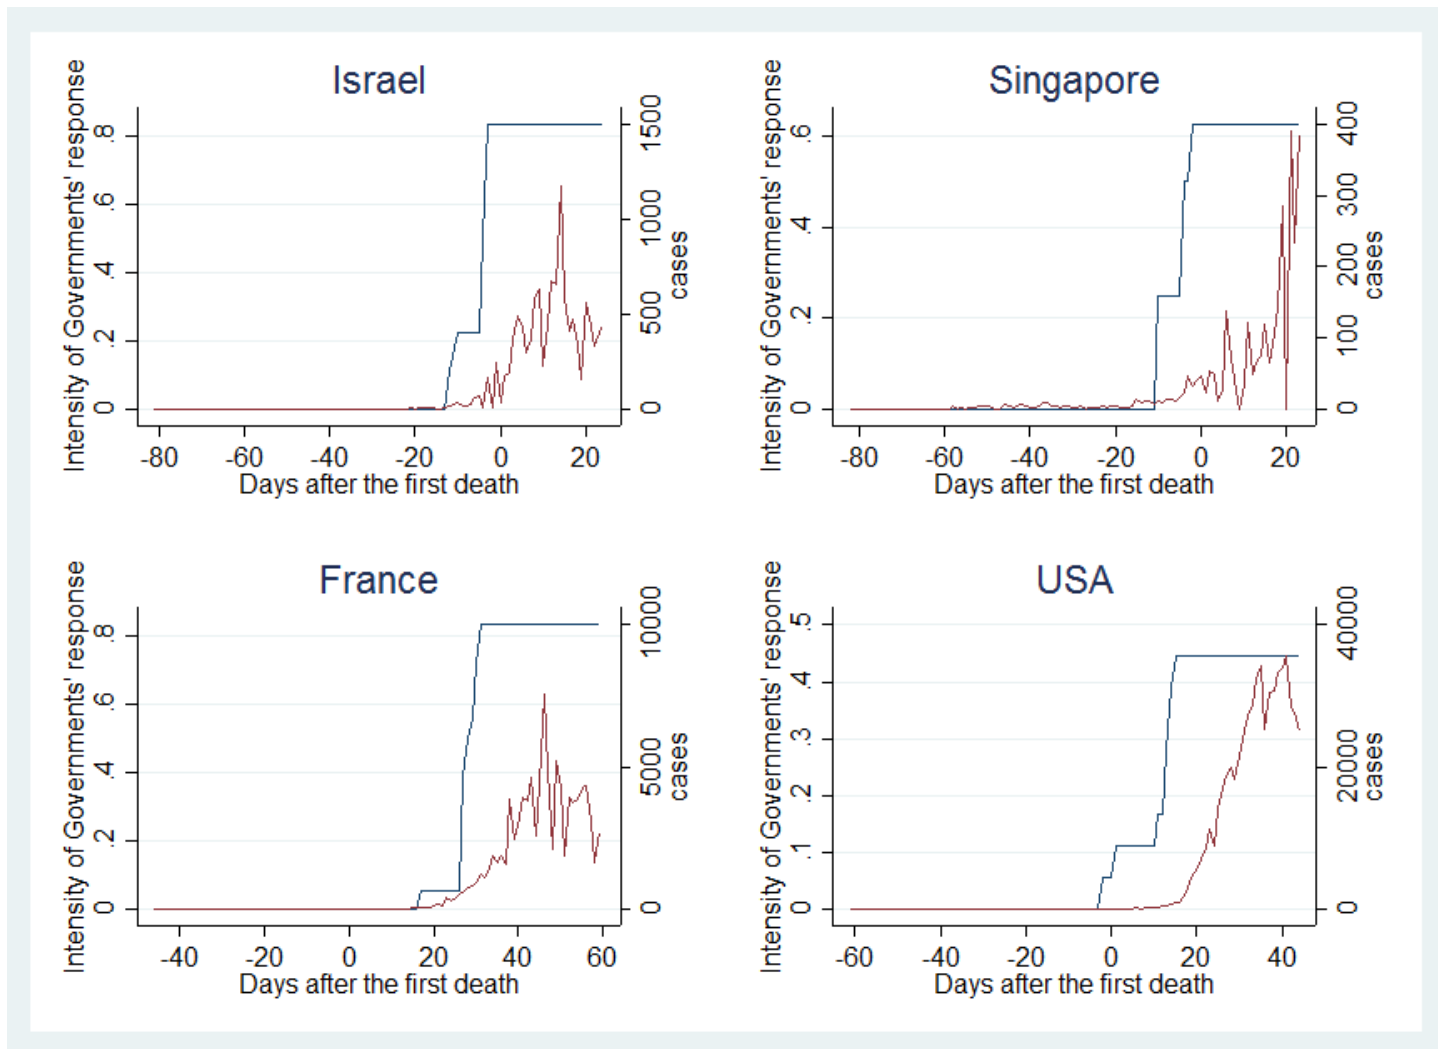 Israel
Intensity of Governments' response
0 .2 .4 .6 .8
0 500 1000 1500
cases
-80 -60 -40 -20 0 20
Days after the first death
Singapore
Intensity of Governments' response
0 .2 .4 .6
0 100 200 300 400
cases
-80 -60 -40 -20 0 20
Days after the first death
France
Intensity of Governments' response
0 .2 .4 .6 .8
0 5000 10000
cases
-40 -20 0 20 40 60
Days after the first death
USA
Intensity of Governments' response
0 .1 .2 .3 .4 .5
0 20000 40000
cases
-60 -40 -20 0 20 40
Days after the first death